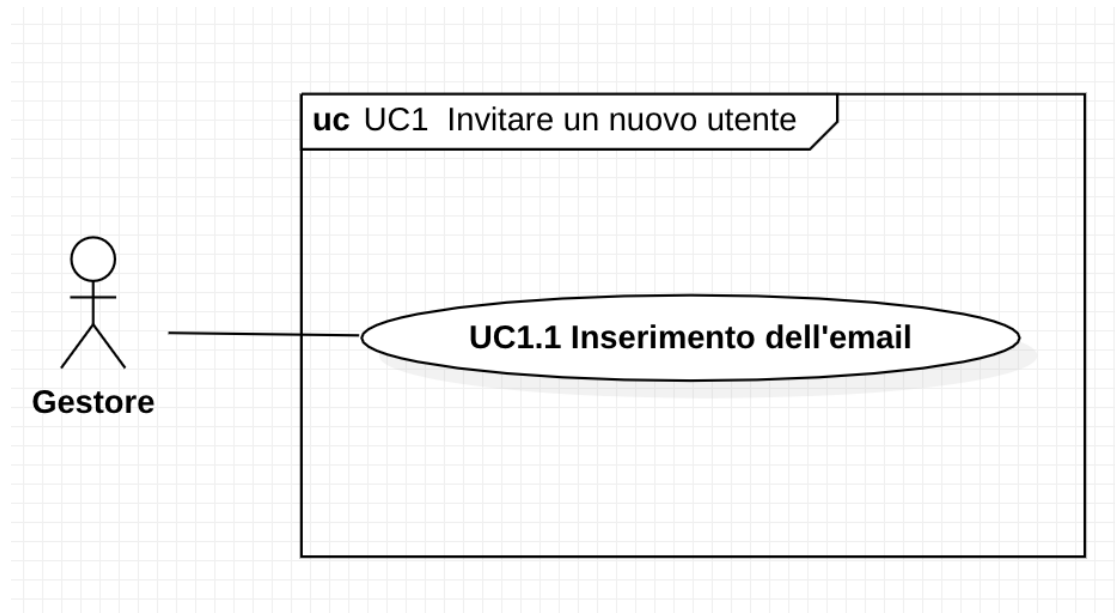 uc UC1 Invitare un nuovo utente
UC1.1 Inserimento dell'email
Gestore